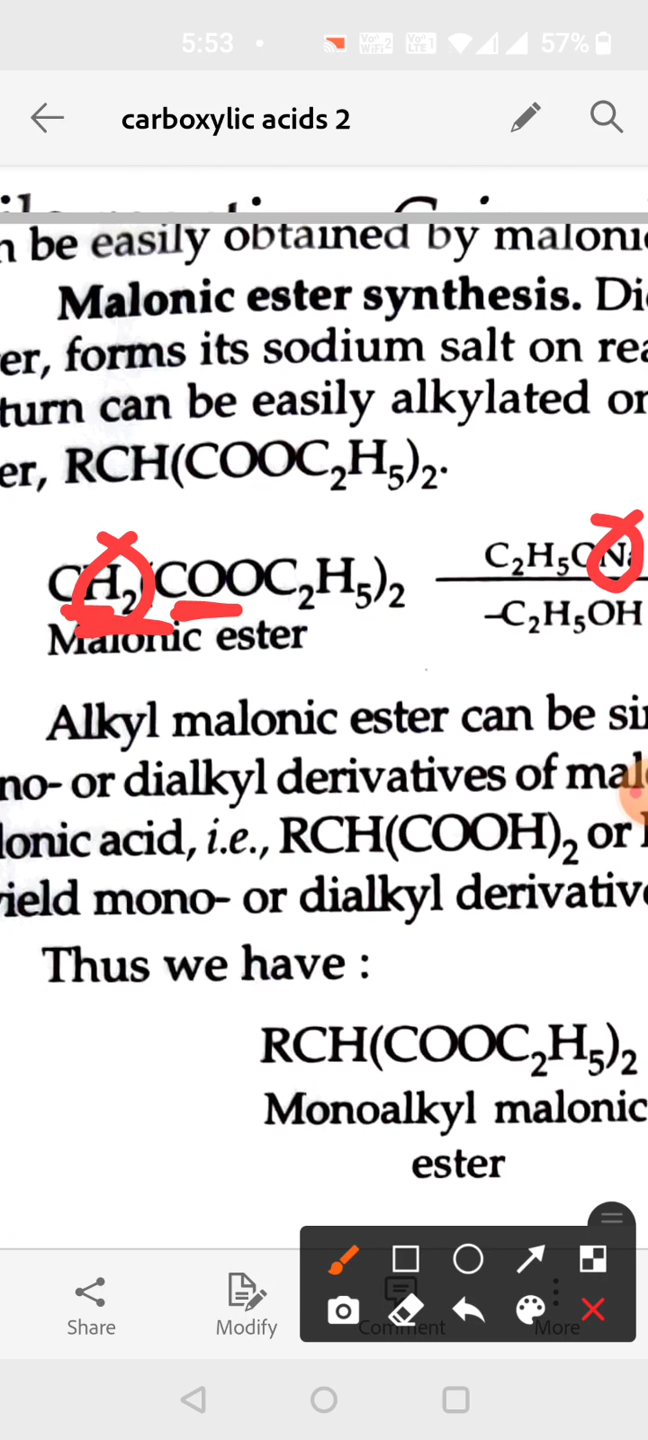 5:53
57%
carboxylic acids 2
n be easily obtained by maloni
Malonic ester synthesis. Di
er, forms its sodium salt on rea
turn can be easily alkylated or
er, RCH(COOC₂H₅)₂.
CH₂(COOC₂H₅)₂ C₂H₅ONa
–C₂H₅OH
Malonic ester
Alkyl malonic ester can be si
no- or dialkyl derivatives of mal
lonic acid, i.e., RCH(COOH)₂ or
yield mono- or dialkyl derivative
Thus we have :
RCH(COOC₂H₅)₂
Monoalkyl malonic
ester
Share Modify Comment More